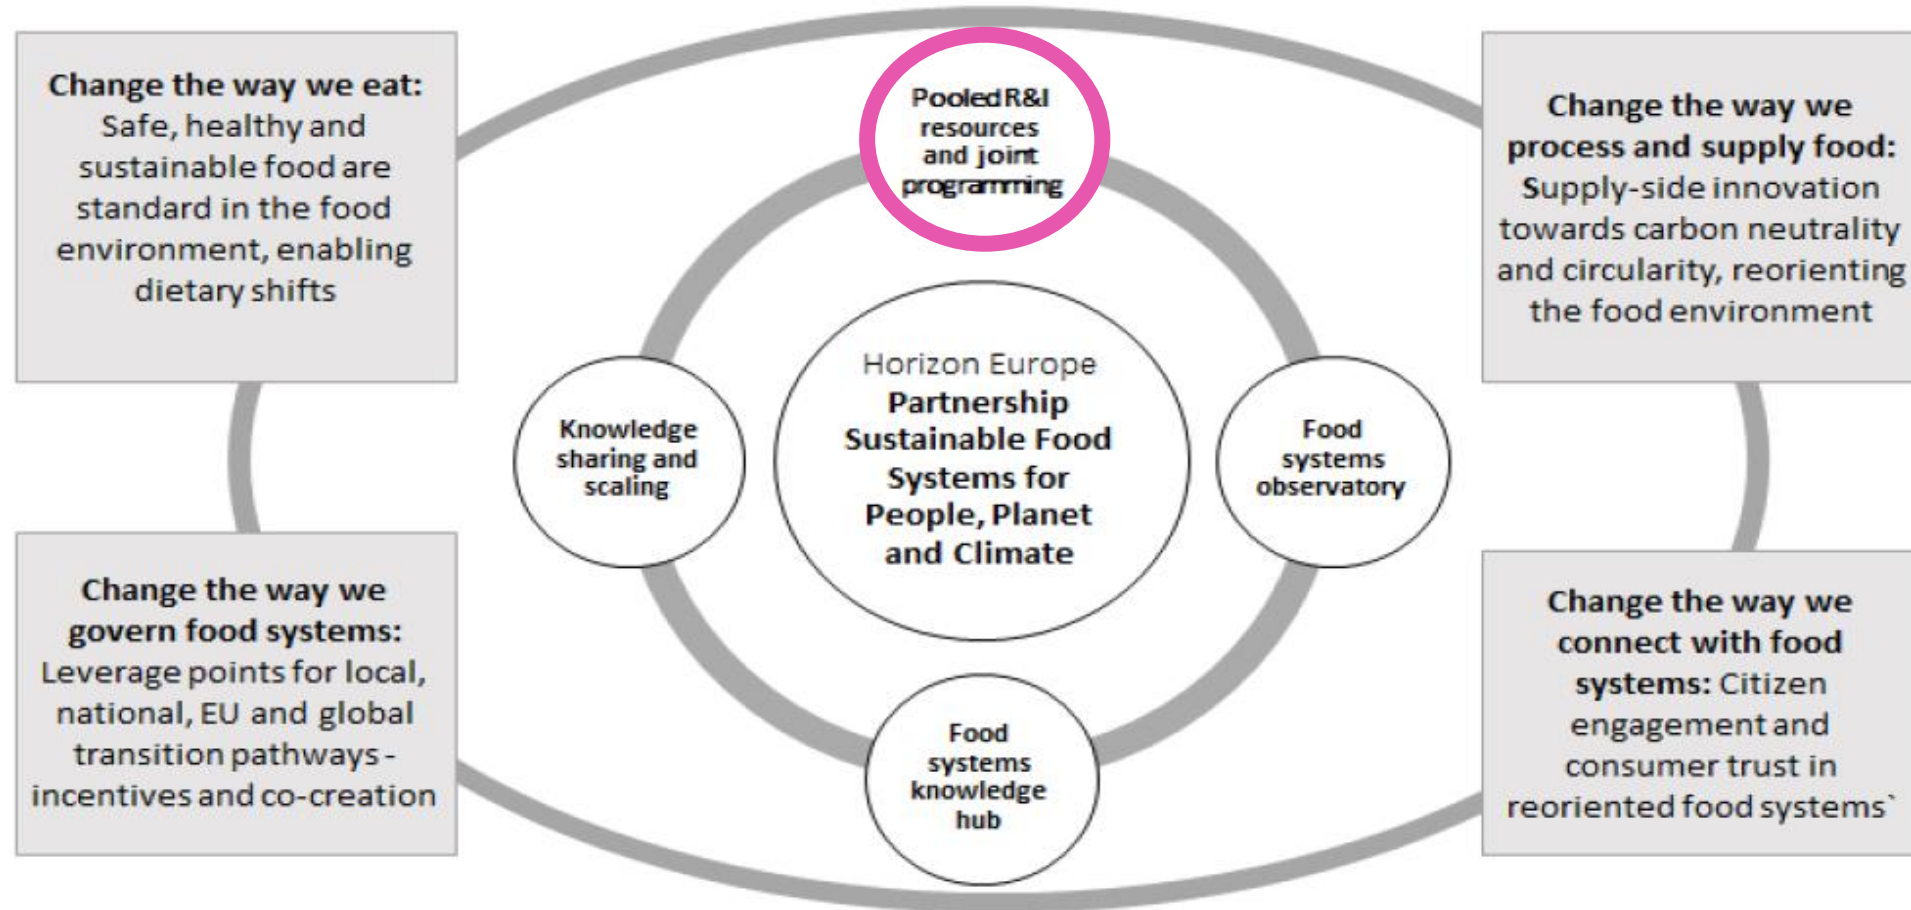 Change the way we eat:
Safe, healthy and
sustainable food are
standard in the food
environment, enabling
dietary shifts
Pooled R&I
resources
and joint
programming
Change the way we
process and supply food:
Supply-side innovation
towards carbon neutrality
and circularity, reorienting
the food environment
Knowledge
sharing and
scaling
Horizon Europe
Partnership
Sustainable Food
Systems for
People, Planet
and Climate
Food
systems
observatory
Change the way we
govern food systems:
Leverage points for local,
national, EU and global
transition pathways -
incentives and co-creation
Food
systems
knowledge
hub
Change the way we
connect with food
systems: Citizen
engagement and
consumer trust in
reoriented food systems`